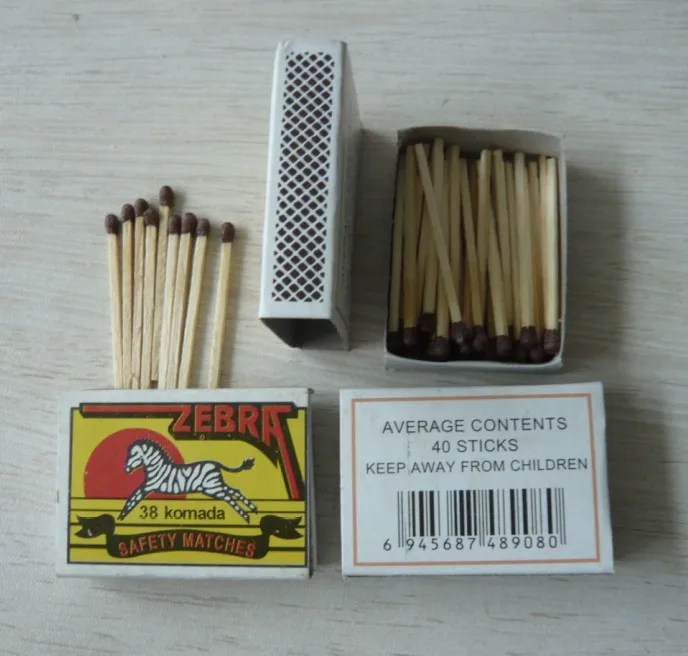 ZEBRA
38 komada
SAFETY MATCHES
AVERAGE CONTENTS
40 STICKS
KEEP AWAY FROM CHILDREN
6 945687 489080